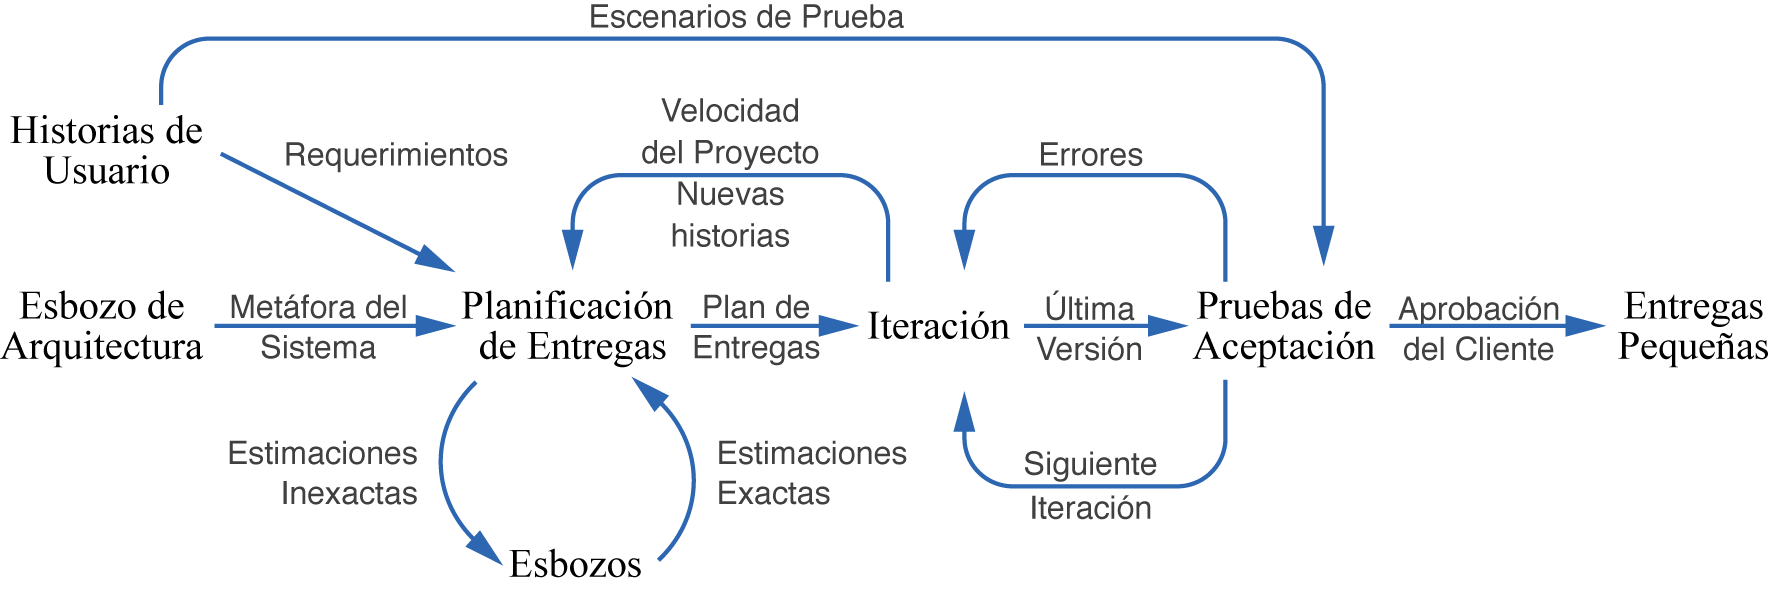 Escenarios de Prueba
Historias de
Usuario
Requerimientos
Velocidad
del Proyecto
Nuevas
historias
Errores
Esbozo de
Arquitectura
Metáfora del
Sistema
Planificación
de Entregas
Plan de
Entregas
Iteración
Última
Versión
Pruebas de
Aceptación
Aprobación
del Cliente
Entregas
Pequeñas
Estimaciones
Inexactas
Estimaciones
Exactas
Siguiente
Iteración
Esbozos